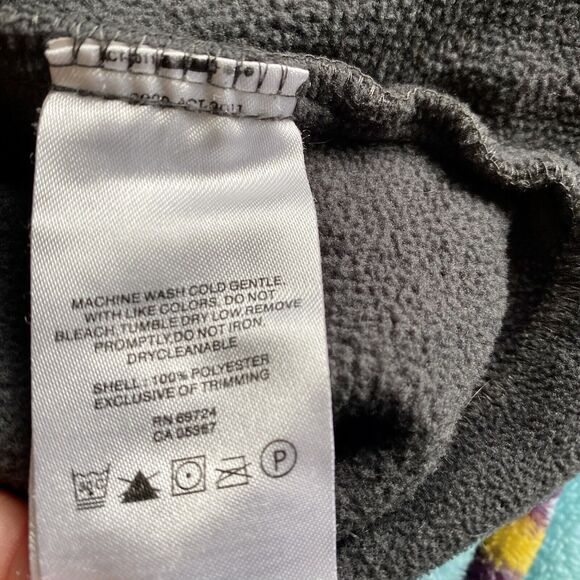 MACHINE WASH COLD GENTLE,
WITH LIKE COLORS. DO NOT
BLEACH,TUMBLE DRY LOW,REMOVE
PROMPTLY,DO NOT IRON.
DRYCLEANABLE
SHELL : 100% POLYESTER
EXCLUSIVE OF TRIMMING
RN 65724
CA 05367
P